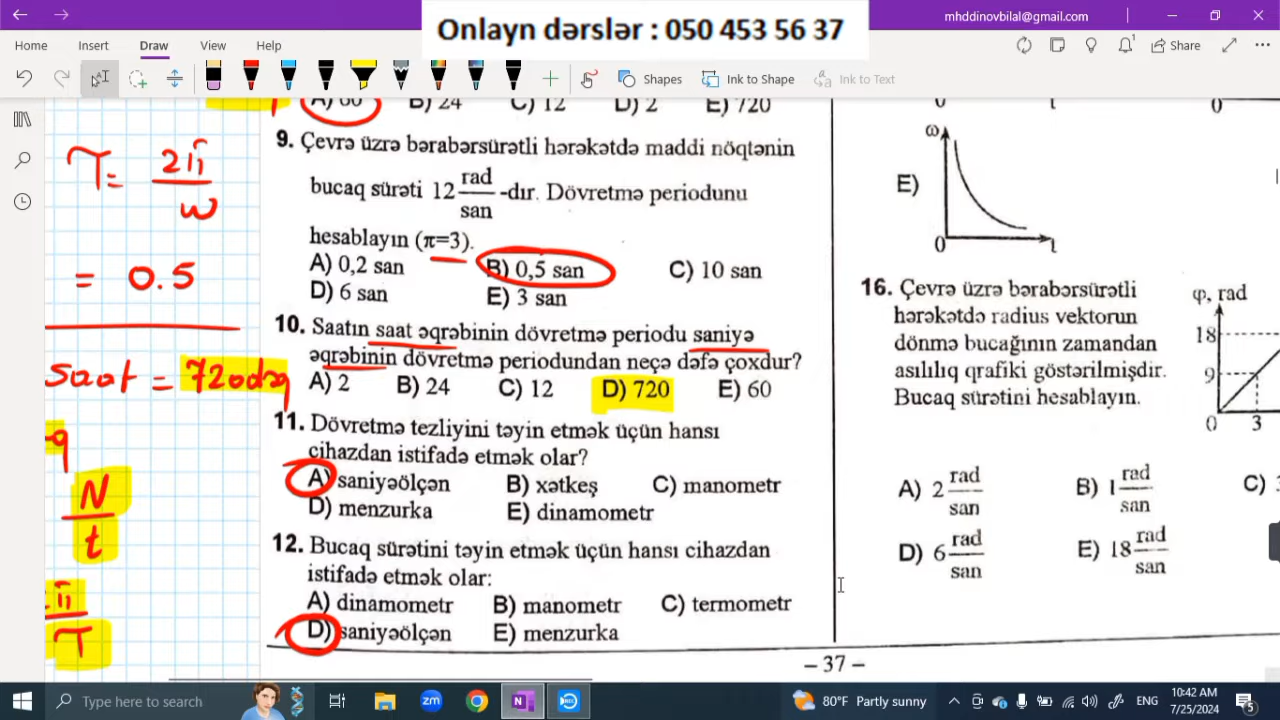 Onlayn dərslər : 050 453 56 37
mhddinovbilal@gmail.com
Home Insert Draw View Help
Share
Shapes
Ink to Shape
Ink to Text
A) 60 B) 24 C) 12 D) 2 E) 720
9. Çevrə üzrə bərabərsürətli hərəkətdə maddi nöqtənin
bucaq sürəti 12 rad/san -dır. Dövretmə periodunu
hesablayın (π=3).
A) 0,2 san B) 0,5 san C) 10 san
D) 6 san E) 3 san
10. Saatın saat əqrəbinin dövretmə periodu saniyə
əqrəbinin dövretmə periodundan neçə dəfə çoxdur?
A) 2 B) 24 C) 12 D) 720 E) 60
11. Dövretmə tezliyini təyin etmək üçün hansı
cihazdan istifadə etmək olar?
A) saniyəölçən B) xətkeş C) manometr
D) menzurka E) dinamometr
12. Bucaq sürətini təyin etmək üçün hansı cihazdan
istifadə etmək olar:
A) dinamometr B) manometr C) termometr
D) saniyəölçən E) menzurka
– 37 –
T= 2π/ω
= 0.5
saat = 720dəq
N/t
π/T
0 t 0
E) ω 0 t
16. Çevrə üzrə bərabərsürətli
hərəkətdə radius vektorun
dönmə bucağının zamandan
asılılıq qrafiki göstərilmişdir.
Bucaq sürətini hesablayın.
φ, rad
18
9
0 3
A) 2 rad/san B) 1 rad/san C)
D) 6 rad/san E) 18 rad/san
Type here to search
zm
80°F Partly sunny
ENG
10:42 AM
7/25/2024
5